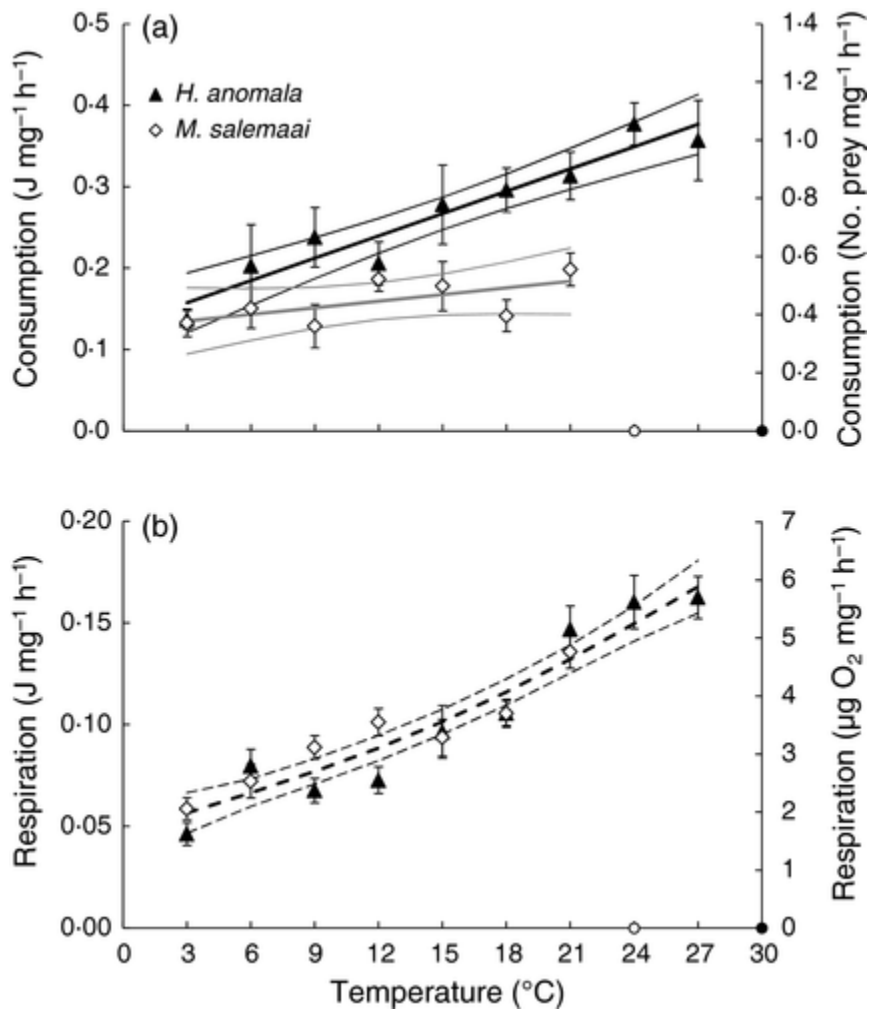 (a)
H. anomala
M. salemaai
Consumption (J mg⁻¹ h⁻¹)
0·5
0·4
0·3
0·2
0·1
0·0
Consumption (No. prey mg⁻¹ h⁻¹)
1·4
1·2
1·0
0·8
0·6
0·4
0·2
0·0
(b)
Respiration (J mg⁻¹ h⁻¹)
0·20
0·15
0·10
0·05
0·00
Respiration (µg O₂ mg⁻¹ h⁻¹)
7
6
5
4
3
2
1
0
0 3 6 9 12 15 18 21 24 27 30
Temperature (°C)